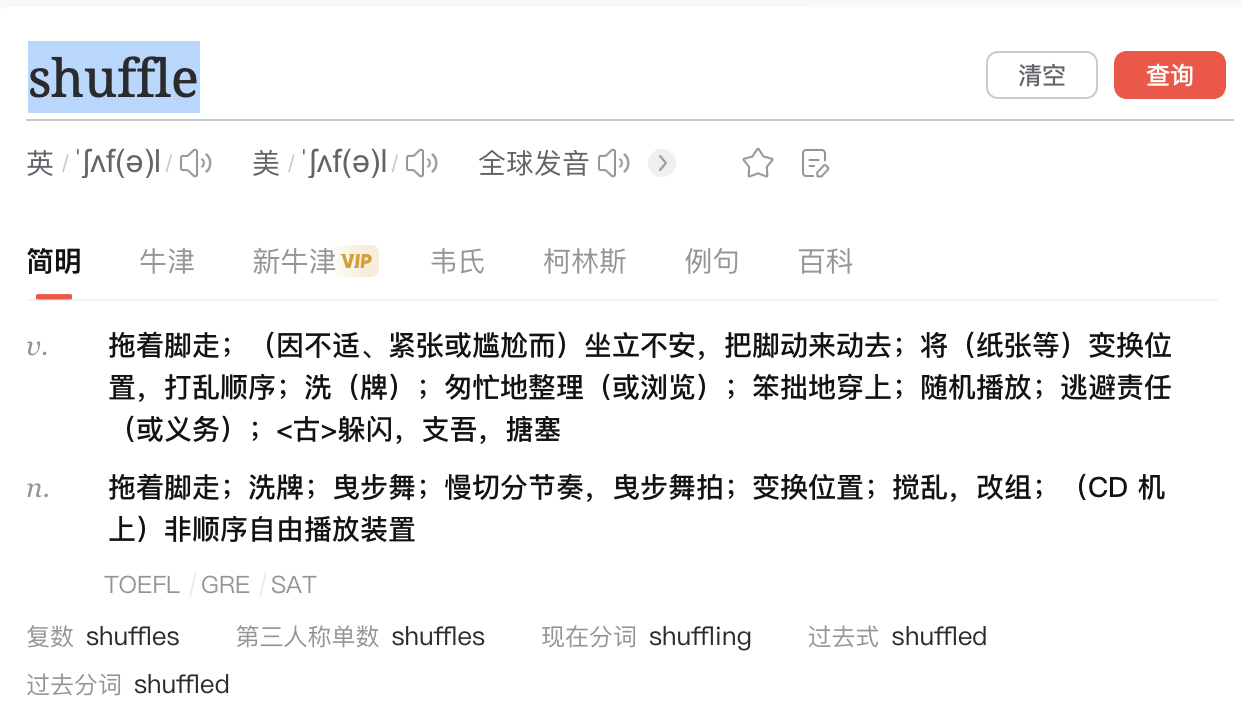 shuffle
清空
查询
英 / ˈʃʌf(ə)l /
美 / ˈʃʌf(ə)l /
全球发音
简明 牛津 新牛津 VIP 韦氏 柯林斯 例句 百科
v. 拖着脚走；（因不适、紧张或尴尬而）坐立不安，把脚动来动去；将（纸张等）变换位
置，打乱顺序；洗（牌）；匆忙地整理（或浏览）；笨拙地穿上；随机播放；逃避责任
（或义务）；<古>躲闪，支吾，搪塞
n. 拖着脚走；洗牌；曳步舞；慢切分节奏，曳步舞拍；变换位置；搅乱，改组；（CD 机
上）非顺序自由播放装置
TOEFL / GRE / SAT
复数 shuffles 第三人称单数 shuffles 现在分词 shuffling 过去式 shuffled
过去分词 shuffled